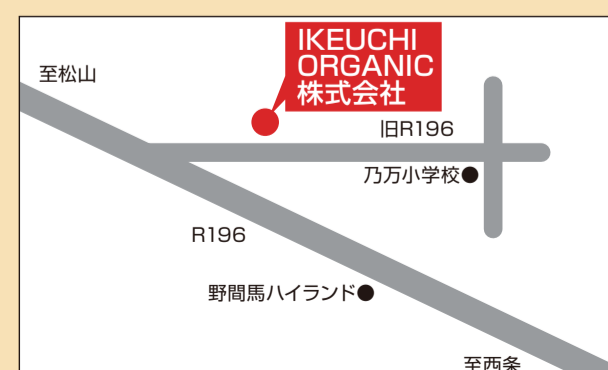 IKEUCHI
ORGANIC
株式会社
至松山
旧R196
乃万小学校
R196
野間馬ハイランド
至西条